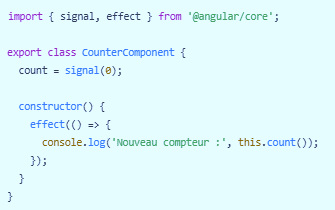 import { signal, effect } from '@angular/core';

export class CounterComponent {
  count = signal(0);

  constructor() {
    effect(() => {
      console.log('Nouveau compteur :', this.count());
    });
  }
}